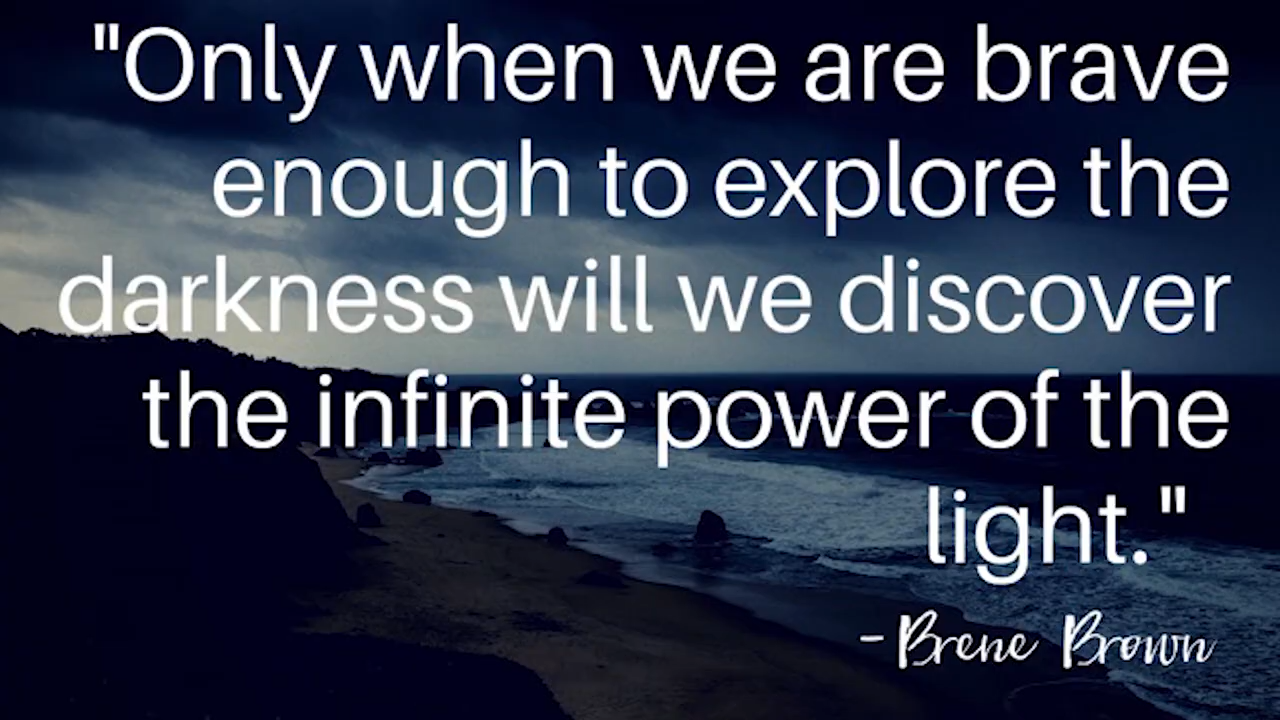 "Only when we are brave
enough to explore the
darkness will we discover
the infinite power of the
light."
-Brene Brown